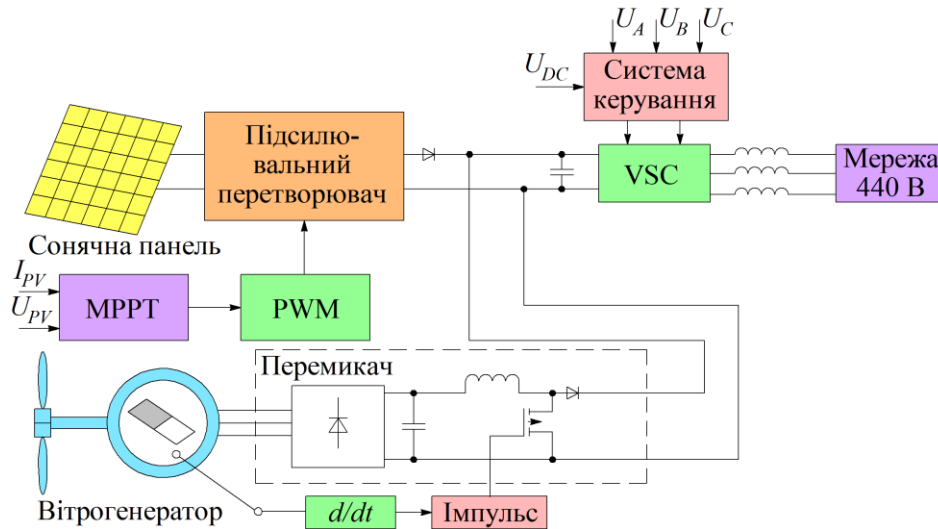 U_A U_B U_C
U_DC
Система
керування
Підсилю-
вальний
перетворювач
VSC
Мережа
440 В
Сонячна панель
I_PV
U_PV
MPPT
PWM
Перемикач
Вітрогенератор
d/dt
Імпульс